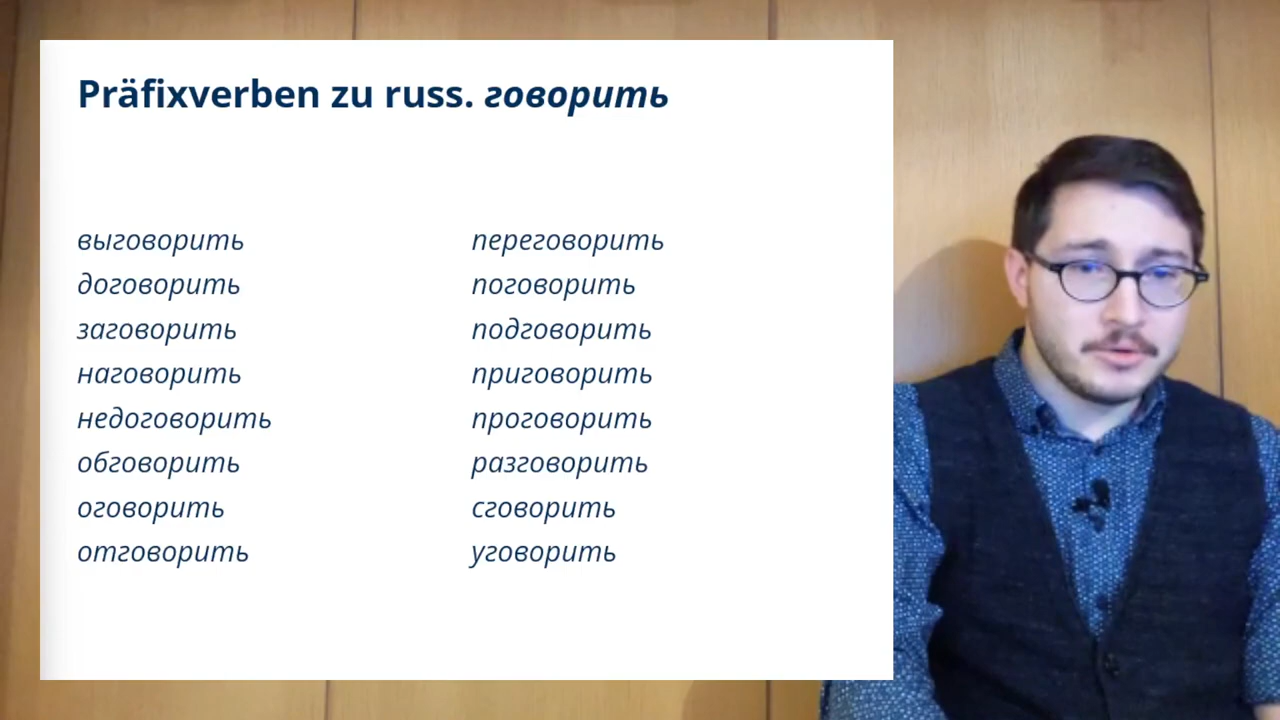 Präfixverben zu russ. говорить
выговорить
договорить
заговорить
наговорить
недоговорить
обговорить
оговорить
отговорить
переговорить
поговорить
подговорить
приговорить
проговорить
разговорить
сговорить
уговорить